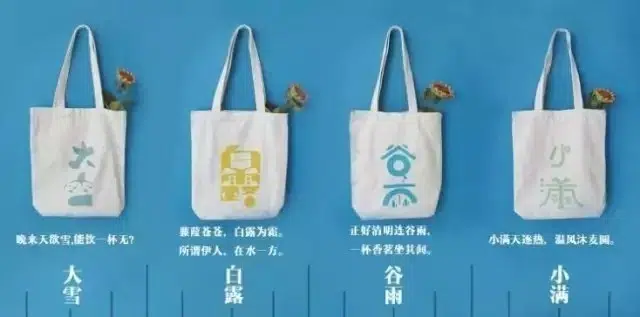 大
雪
白
露
谷
雨
小
满
晚来天欲雪,能饮一杯无?
大雪
蒹葭苍苍，白露为霜。
所谓伊人，在水一方。
白露
正好清明连谷雨，
一杯香茗坐其间。
谷雨
小满天逐热，温风沐麦圆。
小满